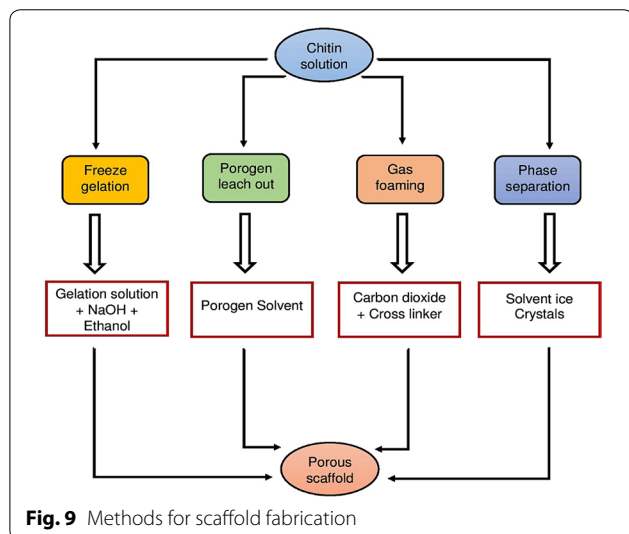 Chitin
solution
Freeze
gelation
Porogen
leach out
Gas
foaming
Phase
separation
Gelation solution
+ NaOH +
Ethanol
Porogen Solvent
Carbon dioxide
+ Cross linker
Solvent ice
Crystals
Porous
scaffold
Fig. 9 Methods for scaffold fabrication